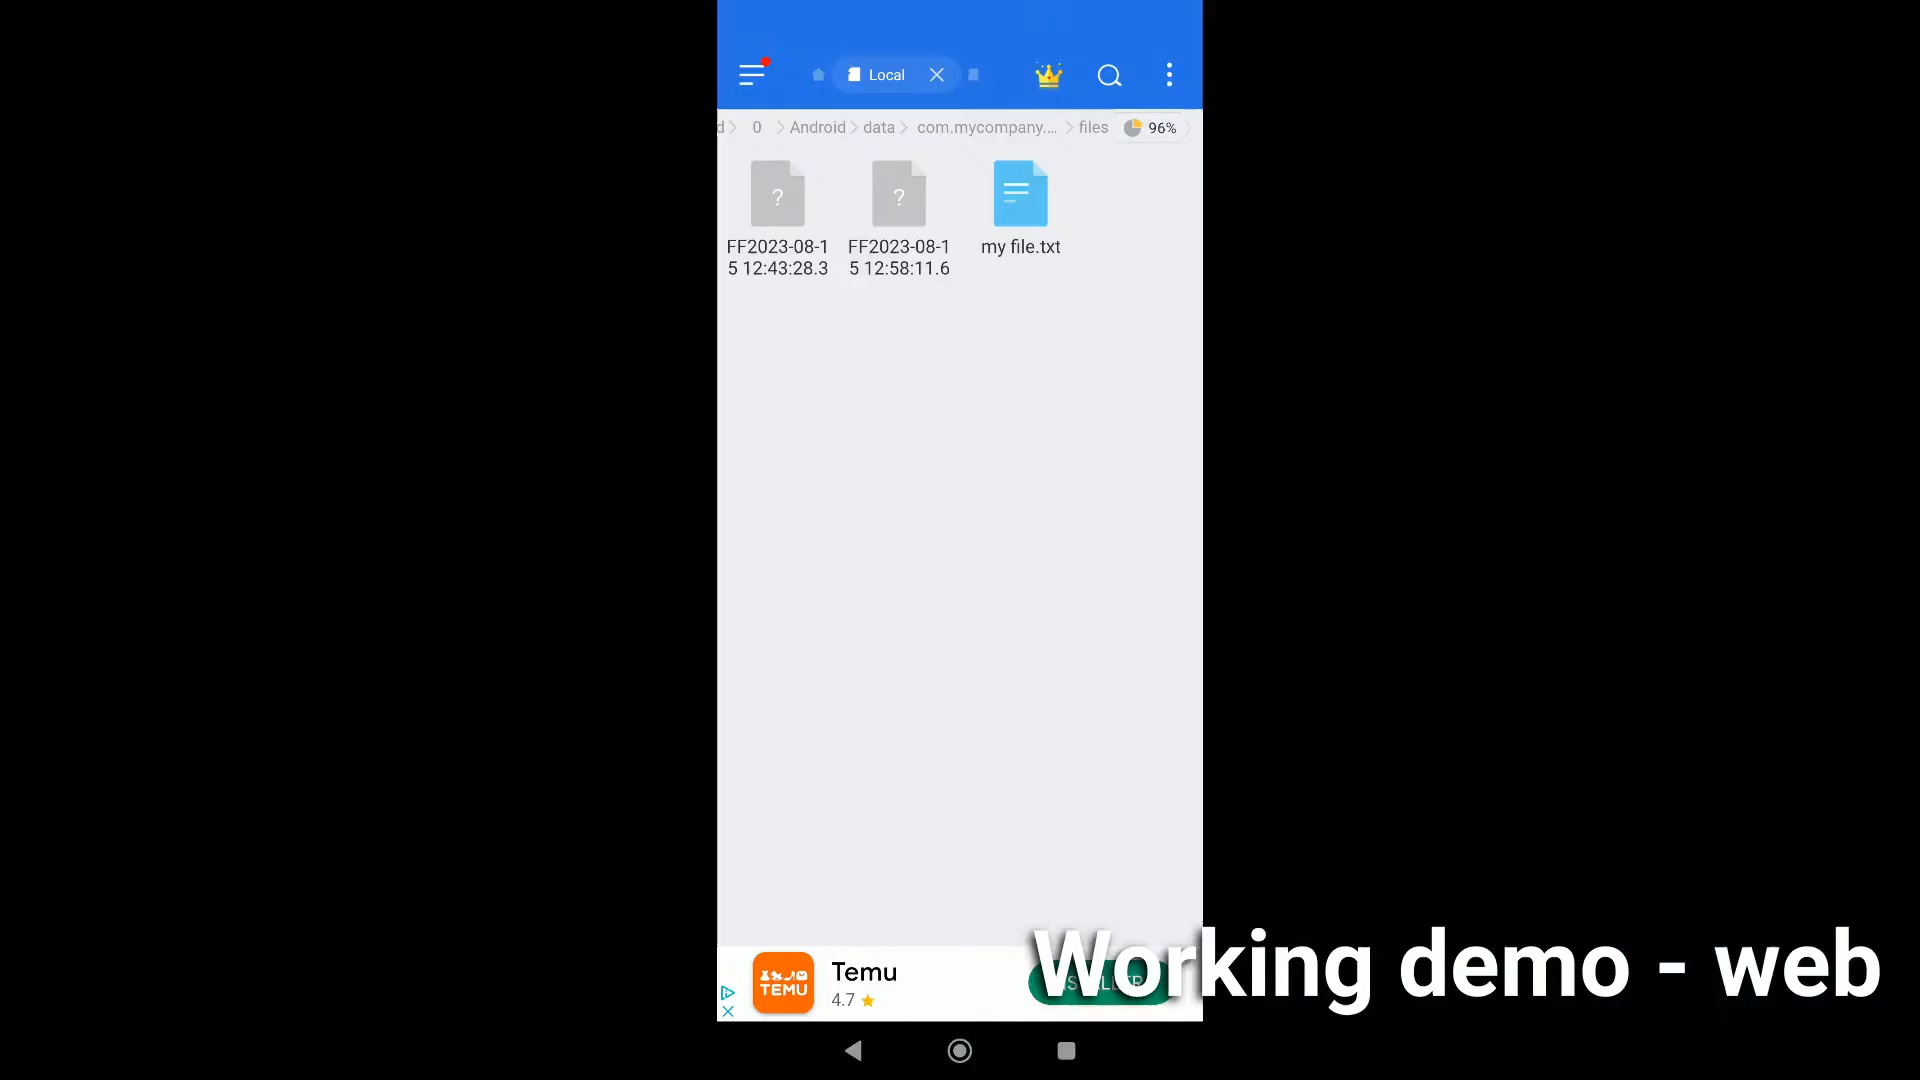 Local
d 0 Android data com.mycompany.... files 96%
? ?
FF2023-08-1 FF2023-08-1 my file.txt
5 12:43:28.3 5 12:58:11.6
Temu
TEMU
4.7
Working demo - web